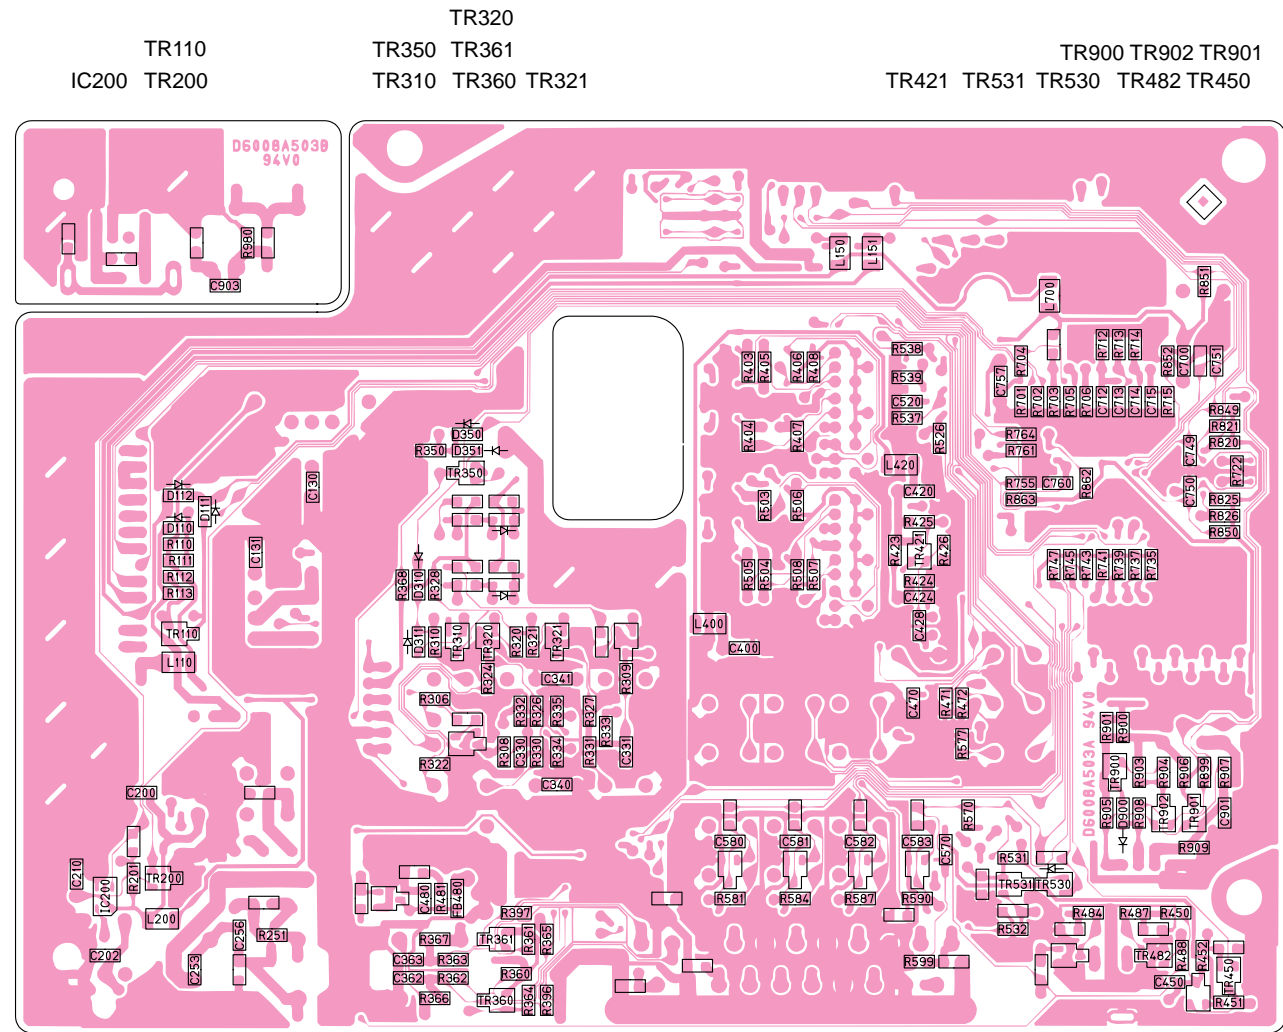 TR320
TR110 TR350 TR361 TR900 TR902 TR901
IC200 TR200 TR310 TR360 TR321 TR421 TR531 TR530 TR482 TR450
D6008A503B
94V0
R980
C903
L150 L151
R851
L700
R403 R405 R406 R408
R538
R704
R712 R713 R714
R852 C700 C751
R539
C757
C520
R537
R701 R702 R703 R705 R706 C712 C713 C714 C715 R715
R849
R821
R820
D350
R350 D351
TR350
R404 R407
R526
R764
R761
C749
R722
L420
D112
D111
C130
R755 C760 R862
R863
C750
C420
R503 R506
R825
R826
R850
D110
R110
R111
R112
R113
C131
R425
R423 TR421 R426
R424
C424
R747 R745 R743 R741 R739 R737 R735
R368 D310 R328
R505 R504 R508 R507
TR110
L110
D311 R310 TR310 TR320 R320 R321 TR321
L400
C400
C428
R324
C341
R309
R306
R332 R326 R335 R327
R333
C470 R471 R472
R577
R322
R308 C330 R330 R334 R331 C331
C340
D6008A503A 94V0
R901 R900
TR900 R903 R904 R906 R899 R907
C200
R570
R905 D900 R908 TR902 TR901 C901
C580 C581 C582 C583 C570
R909
R531
C210 R201 TR200
IC200
TR531 TR530
C480 R481 FB480
R581 R584 R587 R590
L200
R397
R484 R487 R450
C256 R251
R532
R367 TR361 R361 R365
C202
C253
C363 R363
R360
C362 R362
R599
TR482 R488 R452
C450 TR450
R366 TR360 R364 R396
R451